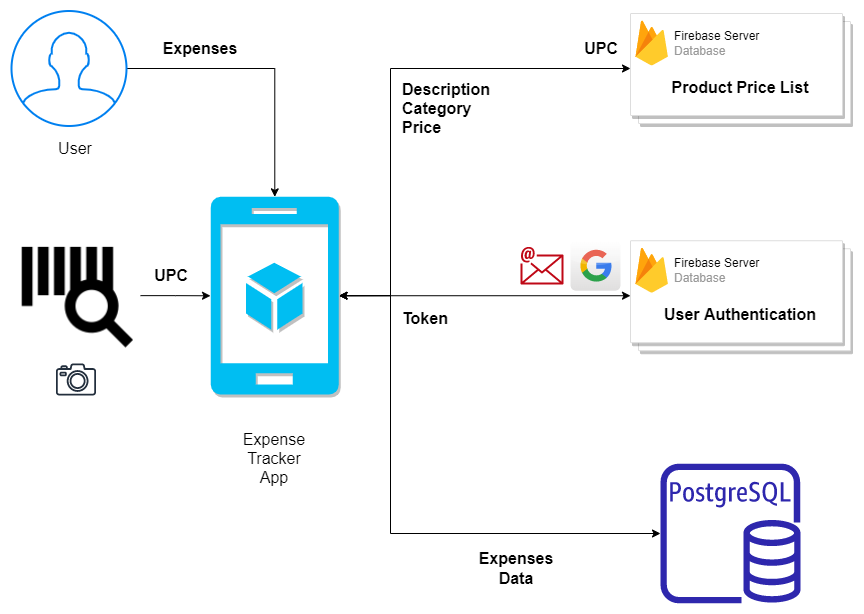 Expenses
User
UPC
Expense
Tracker
App
UPC
Description
Category
Price
Firebase Server
Database
Product Price List
@
Token
Firebase Server
Database
User Authentication
Expenses
Data
PostgreSQL